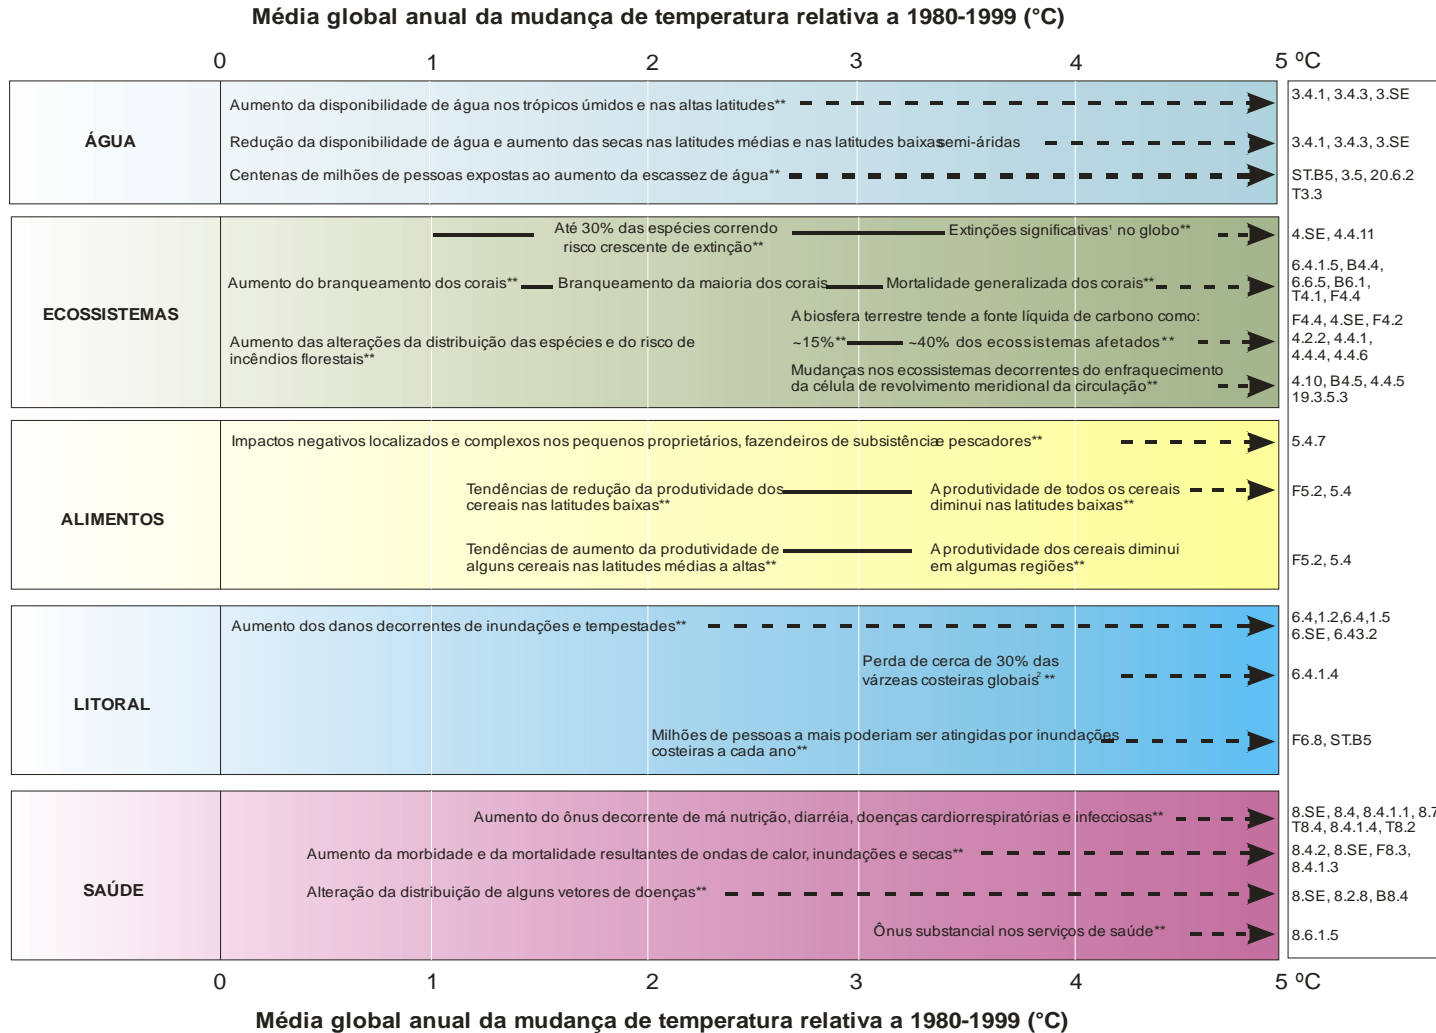 Média global anual da mudança de temperatura relativa a 1980-1999 (°C)
0 1 2 3 4 5 ºC
ÁGUA
Aumento da disponibilidade de água nos trópicos úmidos e nas altas latitudes**
3.4.1, 3.4.3, 3.SE
Redução da disponibilidade de água e aumento das secas nas latitudes médias e nas latitudes baixas semi-áridas
3.4.1, 3.4.3, 3.SE
Centenas de milhões de pessoas expostas ao aumento da escassez de água**
ST.B5, 3.5, 20.6.2
T3.3
ECOSSISTEMAS
Até 30% das espécies correndo
risco crescente de extinção**
Extinções significativas¹ no globo**
4.SE, 4.4.11
Aumento do branqueamento dos corais**
Branqueamento da maioria dos corais
Mortalidade generalizada dos corais**
6.4.1.5, B4.4,
6.6.5, B6.1,
T4.1, F4.4
Aumento das alterações da distribuição das espécies e do risco de
incêndios florestais**
A biosfera terrestre tende a fonte líquida de carbono como:
~15%** ~40% dos ecossistemas afetados**
F4.4, 4.SE, F4.2
4.2.2, 4.4.1,
4.4.4, 4.4.6
Mudanças nos ecossistemas decorrentes do enfraquecimento
da célula de revolvimento meridional da circulação**
4.10, B4.5, 4.4.5
19.3.5.3
ALIMENTOS
Impactos negativos localizados e complexos nos pequenos proprietários, fazendeiros de subsistência e pescadores**
5.4.7
Tendências de redução da produtividade dos
cereais nas latitudes baixas**
A produtividade de todos os cereais
diminui nas latitudes baixas**
F5.2, 5.4
Tendências de aumento da produtividade de
alguns cereais nas latitudes médias a altas**
A produtividade dos cereais diminui
em algumas regiões**
F5.2, 5.4
LITORAL
Aumento dos danos decorrentes de inundações e tempestades**
6.4,1.2,6.4,1.5
6.SE, 6.43.2
Perda de cerca de 30% das
várzeas costeiras globais² **
6.4.1.4
Milhões de pessoas a mais poderiam ser atingidas por inundações
costeiras a cada ano**
F6.8, ST.B5
SAÚDE
Aumento do ônus decorrente de má nutrição, diarréia, doenças cardiorrespiratórias e infecciosas**
8.SE, 8.4, 8.4.1.1, 8.7
T8.4, 8.4.1.4, T8.2
Aumento da morbidade e da mortalidade resultantes de ondas de calor, inundações e secas**
8.4.2, 8.SE, F8.3,
8.4.1.3
Alteração da distribuição de alguns vetores de doenças**
8.SE, 8.2.8, B8.4
Ônus substancial nos serviços de saúde**
8.6.1.5
0 1 2 3 4 5 ºC
Média global anual da mudança de temperatura relativa a 1980-1999 (°C)